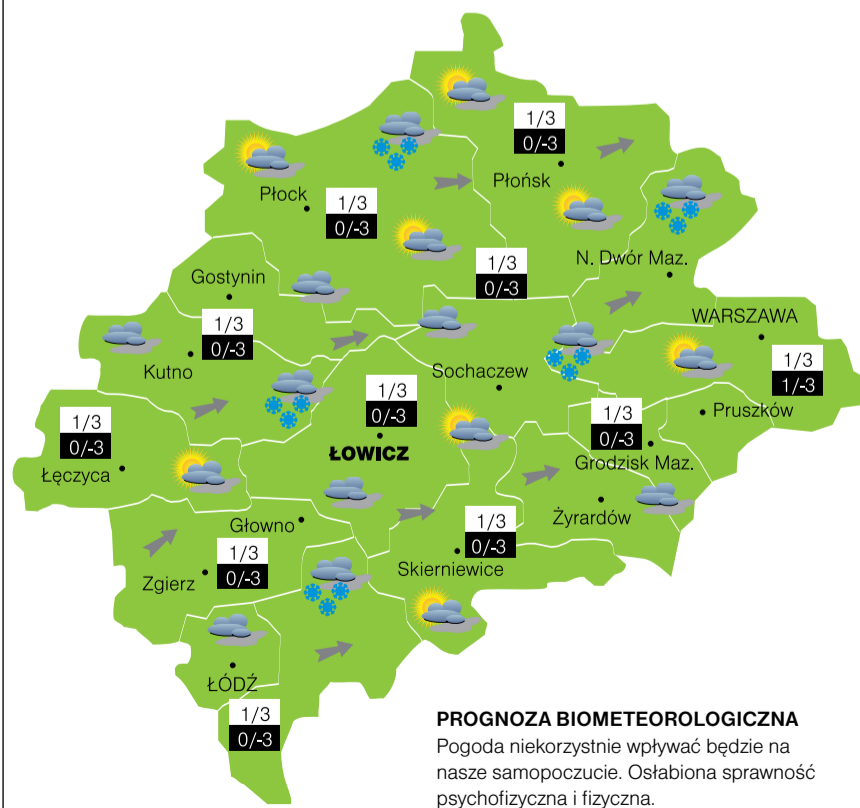 1/3
0/-3
Płońsk
Płock
1/3
0/-3
1/3
0/-3
N. Dwór Maz.
Gostynin
1/3
0/-3
Kutno
WARSZAWA
1/3
1/-3
Sochaczew
1/3
0/-3
ŁOWICZ
1/3
0/-3
Łęczyca
Pruszków
1/3
0/-3
Grodzisk Maz.
Żyrardów
Głowno
1/3
0/-3
Skierniewice
1/3
0/-3
Zgierz
ŁÓDŹ
1/3
0/-3
PROGNOZA BIOMETEOROLOGICZNA
Pogoda niekorzystnie wpływać będzie na
nasze samopoczucie. Osłabiona sprawność
psychofizyczna i fizyczna.